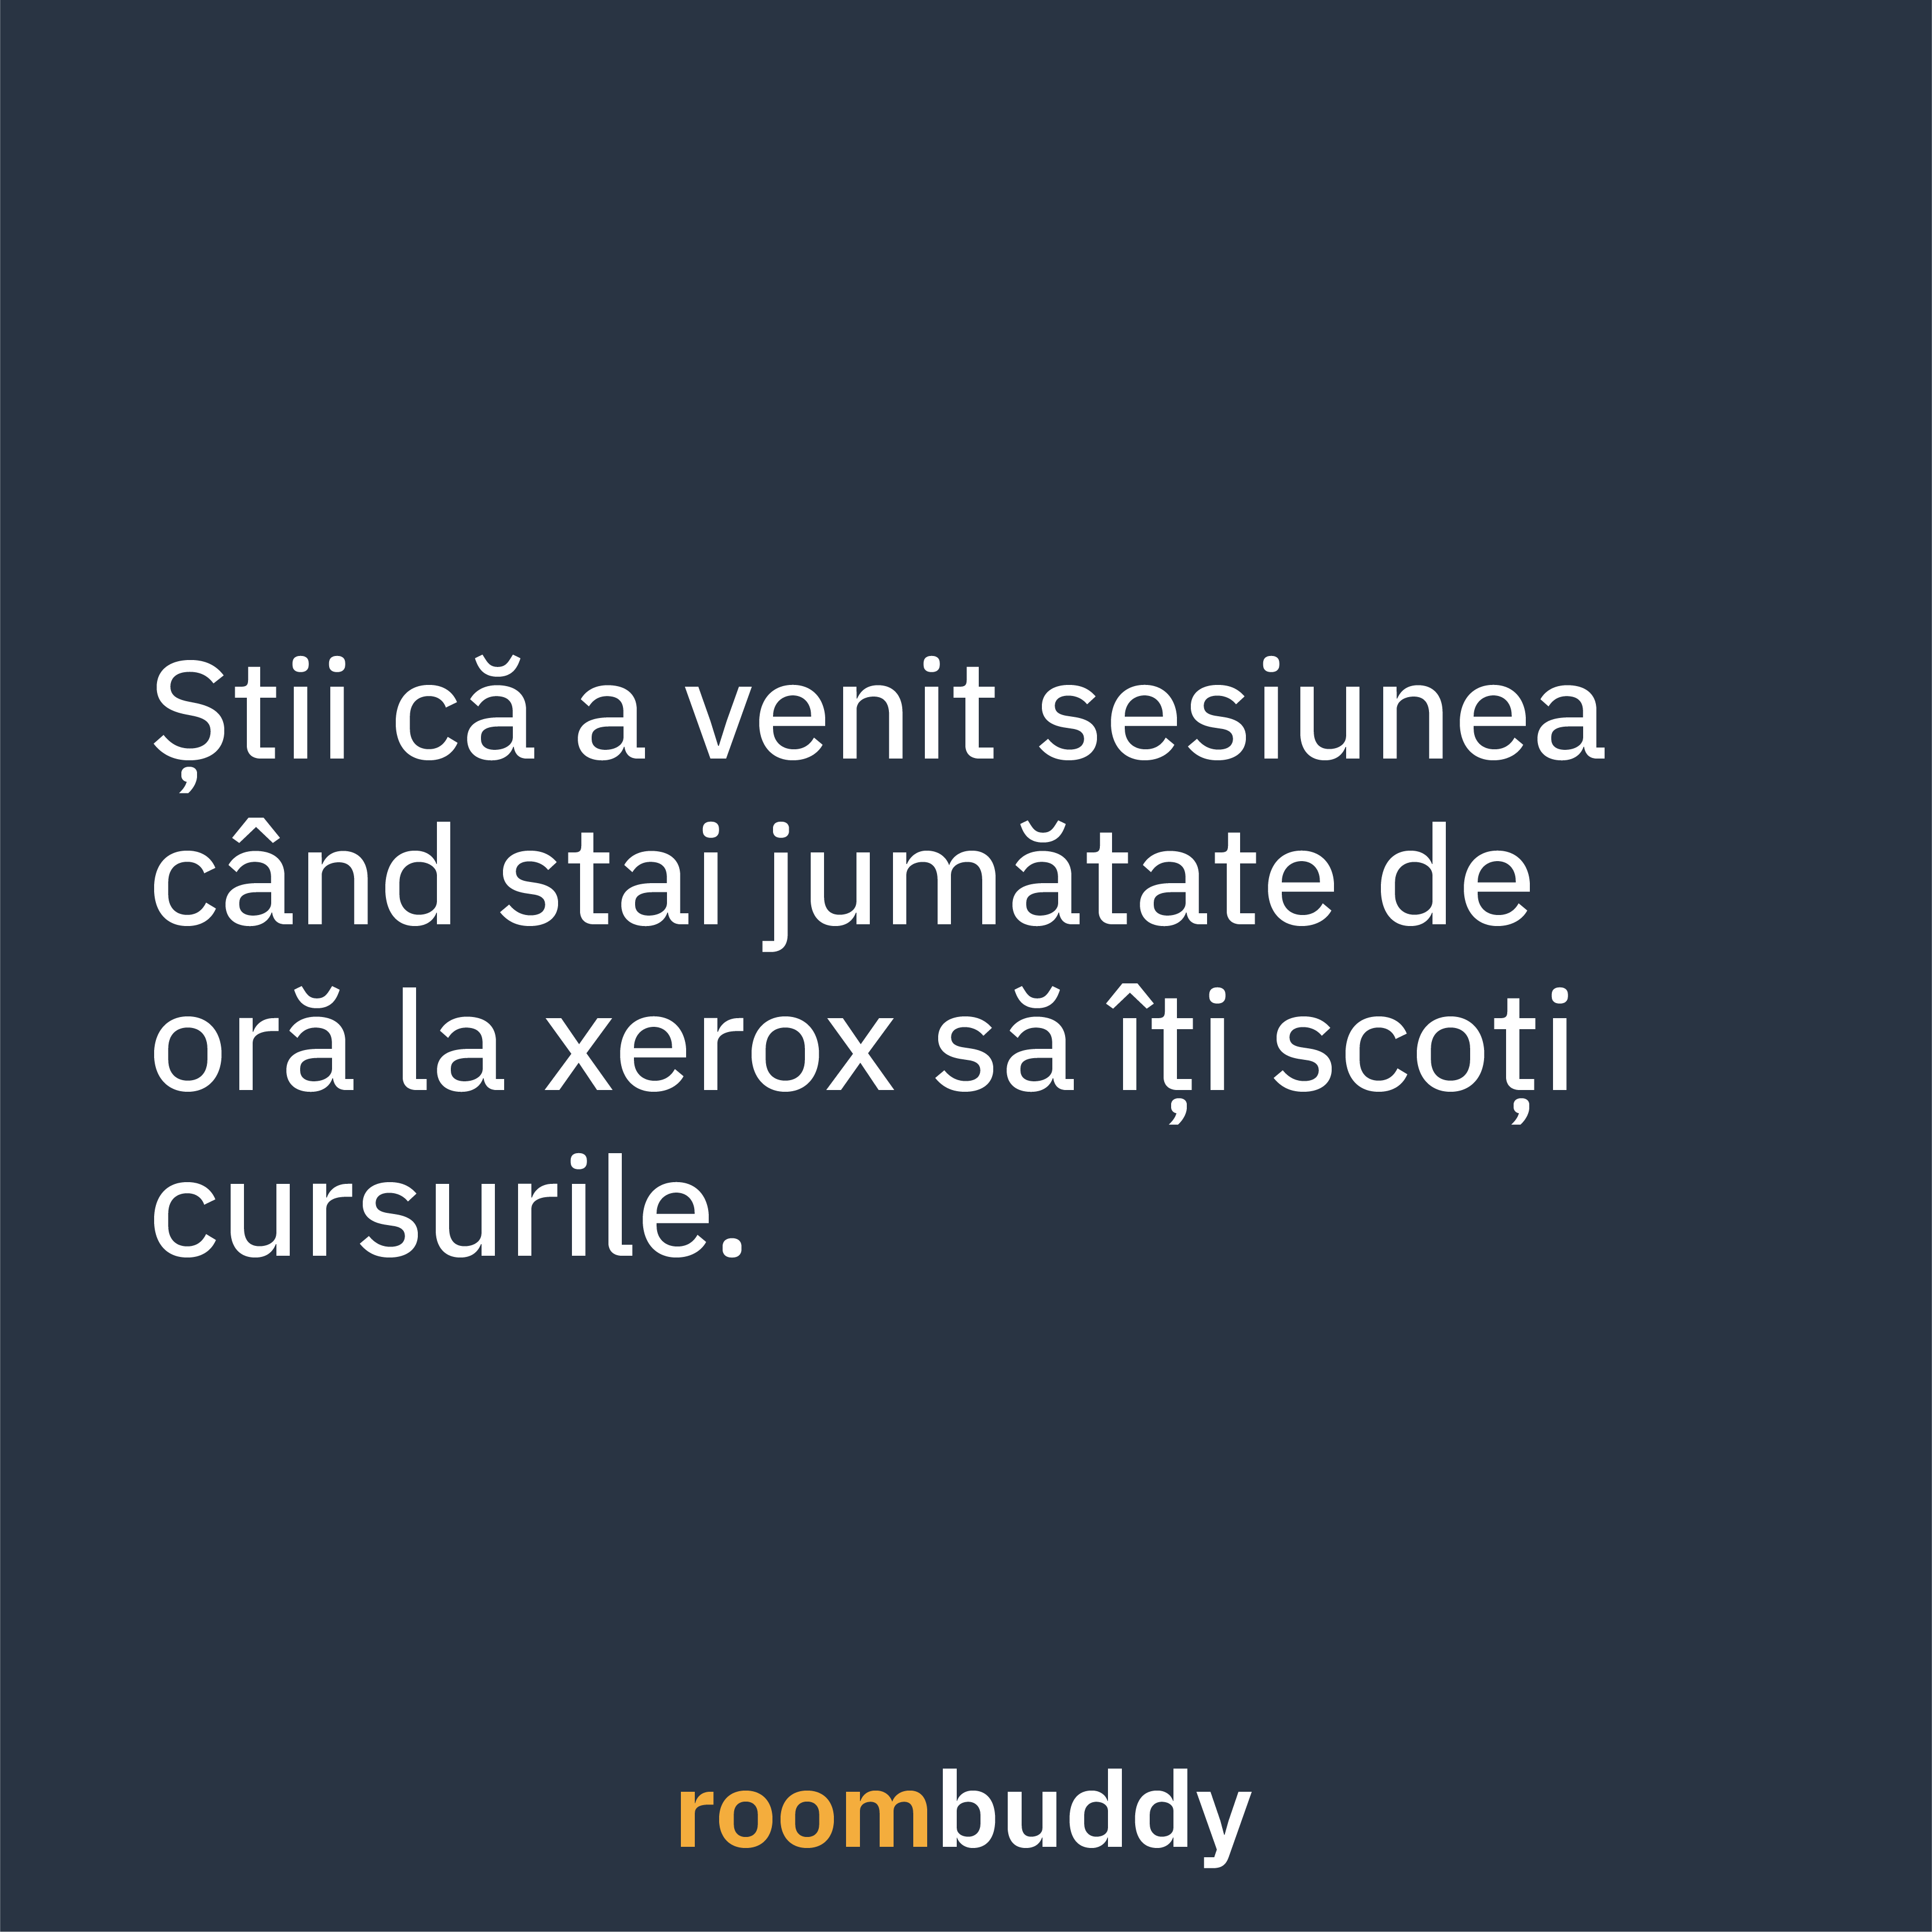 Știi că a venit sesiunea
când stai jumătate de
oră la xerox să îți scoți
cursurile.
roombuddy